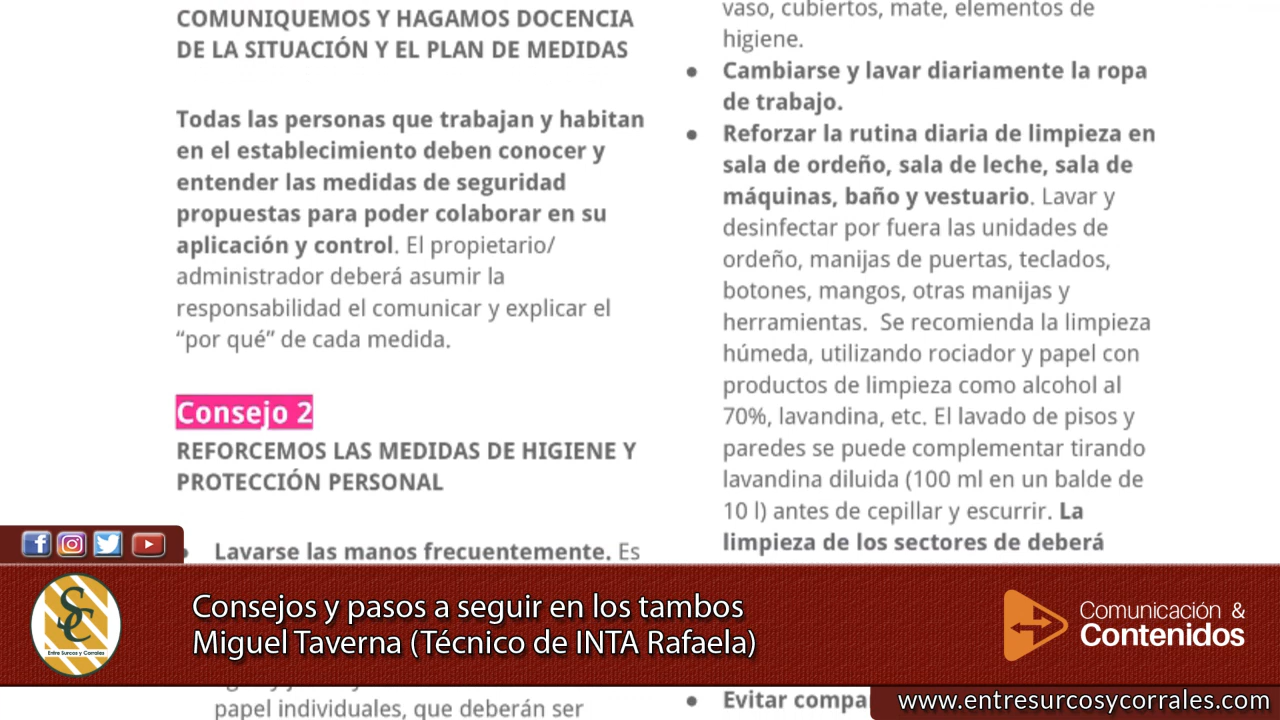 COMUNIQUEMOS Y HAGAMOS DOCENCIA
DE LA SITUACIÓN Y EL PLAN DE MEDIDAS
Todas las personas que trabajan y habitan
en el establecimiento deben conocer y
entender las medidas de seguridad
propuestas para poder colaborar en su
aplicación y control. El propietario/
administrador deberá asumir la
responsabilidad el comunicar y explicar el
“por qué” de cada medida.
Consejo 2
REFORCEMOS LAS MEDIDAS DE HIGIENE Y
PROTECCIÓN PERSONAL
Lavarse las manos frecuentemente. Es
papel individuales, que deberán ser
vaso, cubiertos, mate, elementos de
higiene.
● Cambiarse y lavar diariamente la ropa
de trabajo.
● Reforzar la rutina diaria de limpieza en
sala de ordeño, sala de leche, sala de
máquinas, baño y vestuario. Lavar y
desinfectar por fuera las unidades de
ordeño, manijas de puertas, teclados,
botones, mangos, otras manijas y
herramientas.  Se recomienda la limpieza
húmeda, utilizando rociador y papel con
productos de limpieza como alcohol al
70%, lavandina, etc. El lavado de pisos y
paredes se puede complementar tirando
lavandina diluida (100 ml en un balde de
10 l) antes de cepillar y escurrir. La
limpieza de los sectores de deberá
● Evitar compa
SC
Entre Surcos y Corrales
Consejos y pasos a seguir en los tambos
Miguel Taverna (Técnico de INTA Rafaela)
Comunicación &
Contenidos
www.entresurcosycorrales.com